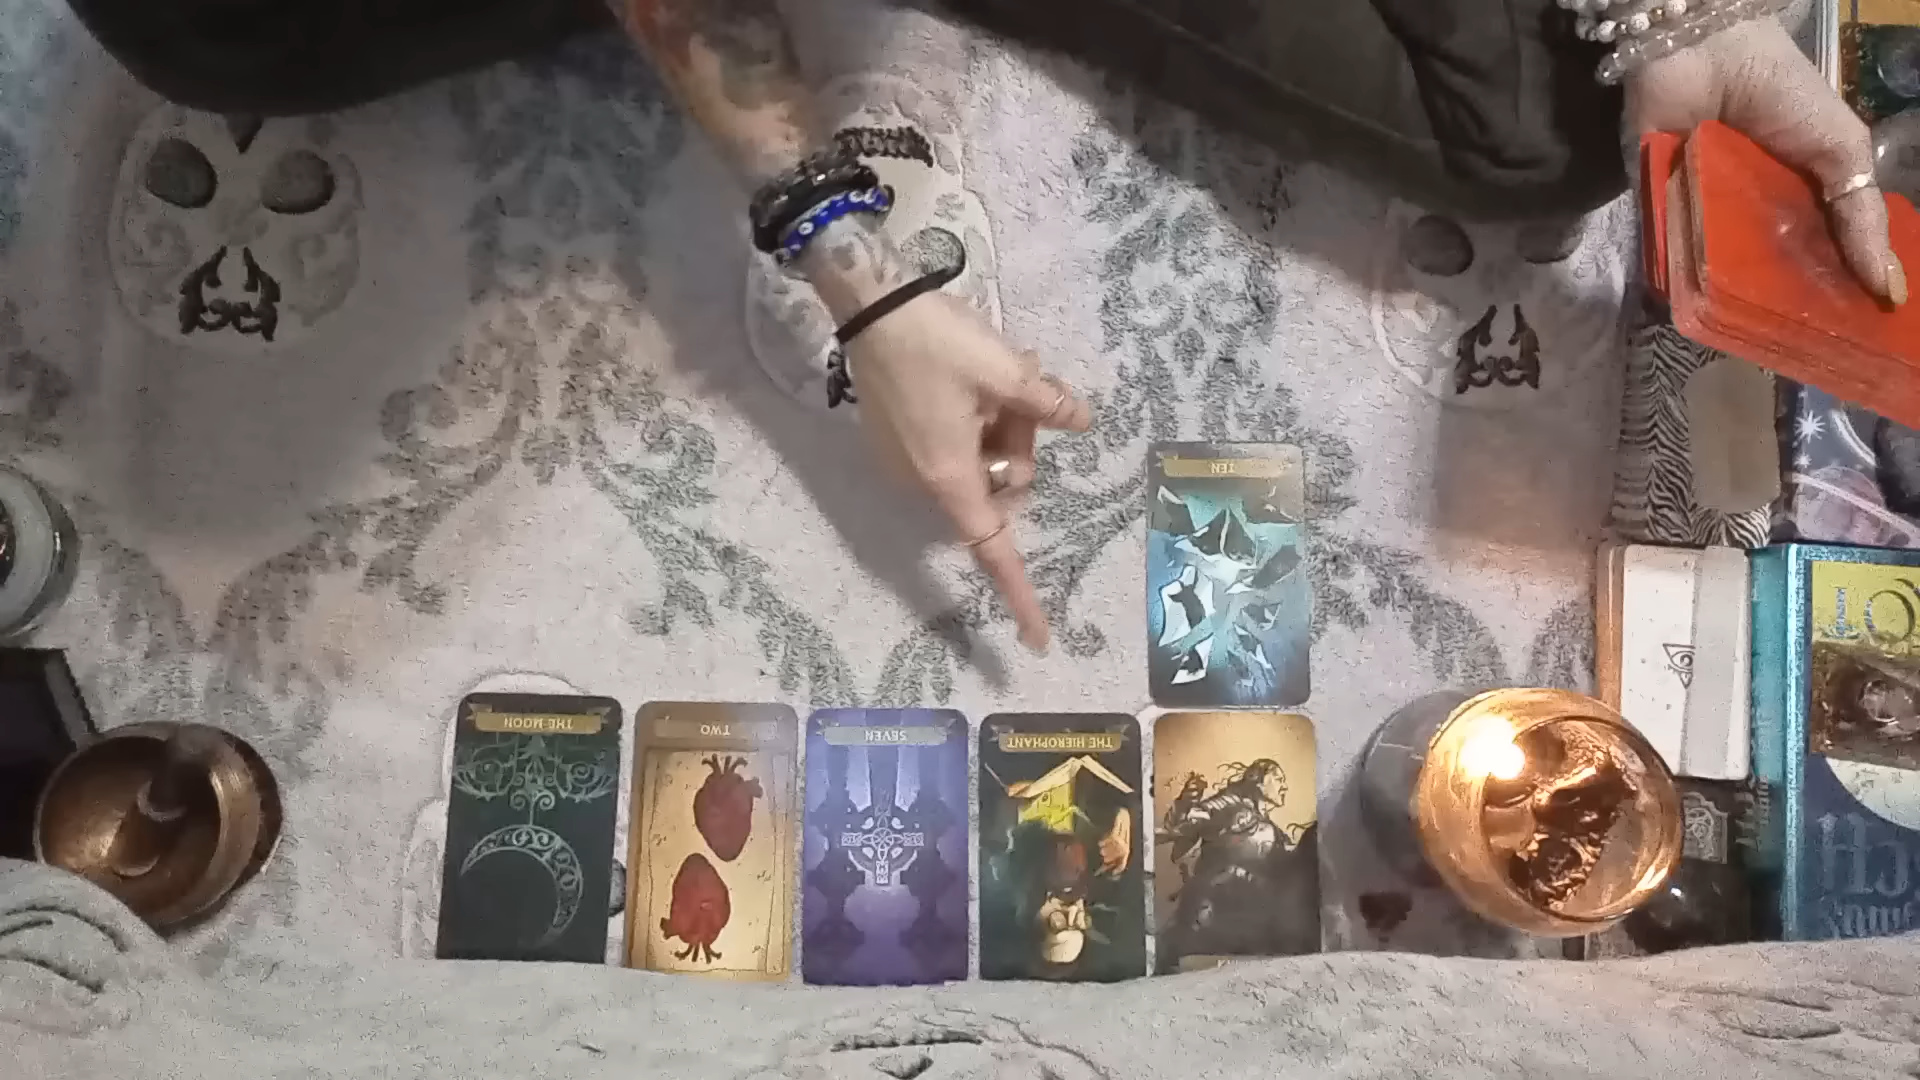 TEN
THE MOON
TWO
SEVEN
THE HIEROPHANT